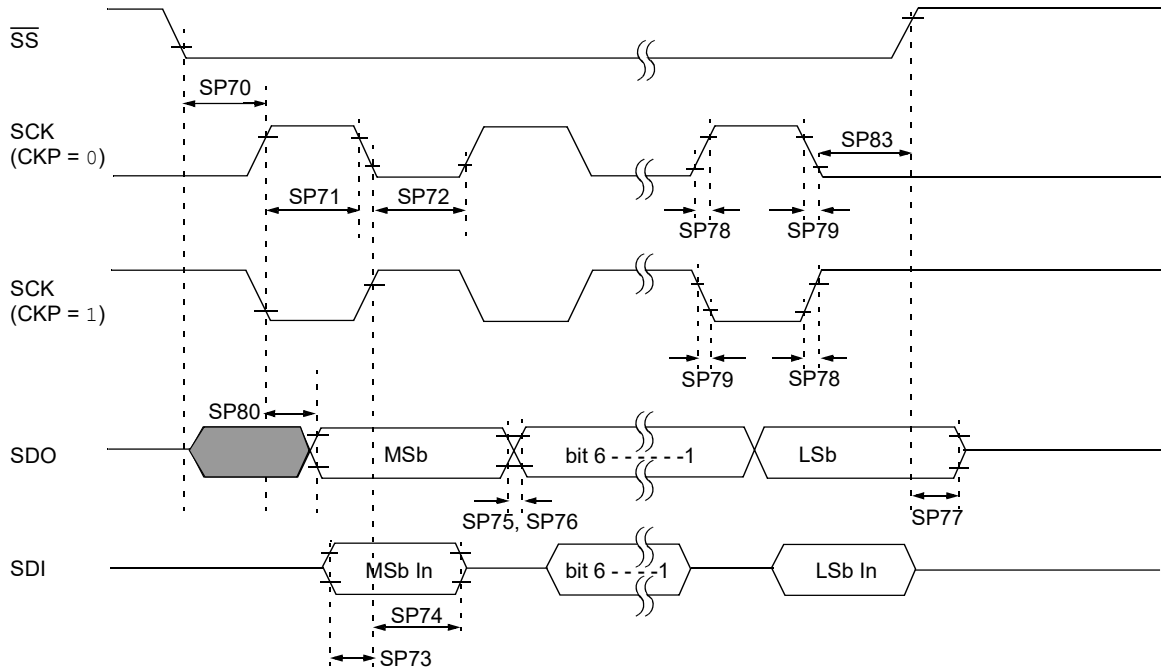 SS
SP70
SCK
(CKP = 0)
SP83
SP71
SP72
SP78
SP79
SCK
(CKP = 1)
SP79
SP78
SP80
SDO
MSb
bit 6 - - - - - -1
LSb
SP75, SP76
SP77
SDI
MSb In
bit 6 - - - -1
LSb In
SP74
SP73